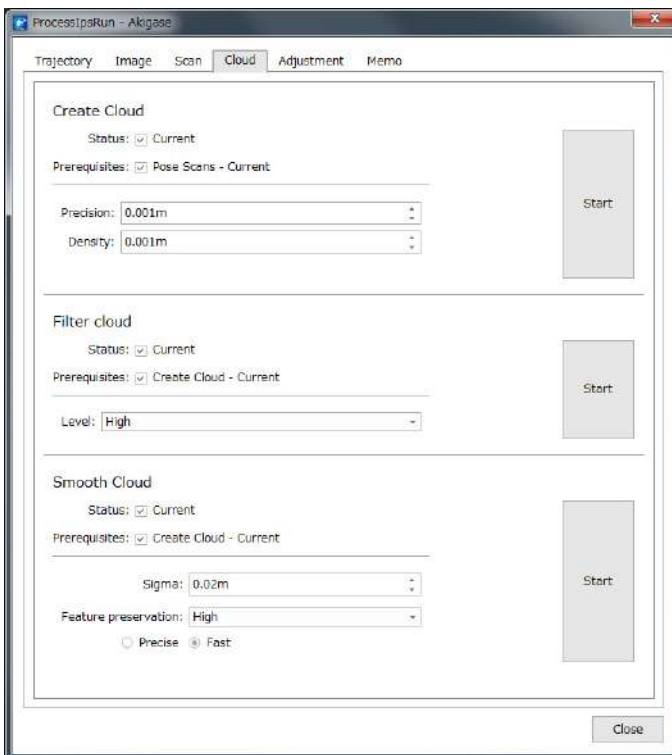 ProcessIpsRun - Akigase
Trajectory Image Scan Cloud Adjustment Memo
Create Cloud
Status: Current
Prerequisites: Pose Scans - Current
Precision: 0.001m
Density: 0.001m
Start
Filter cloud
Status: Current
Prerequisites: Create Cloud - Current
Level: High
Start
Smooth Cloud
Status: Current
Prerequisites: Create Cloud - Current
Sigma: 0.02m
Feature preservation: High
Precise Fast
Start
Close